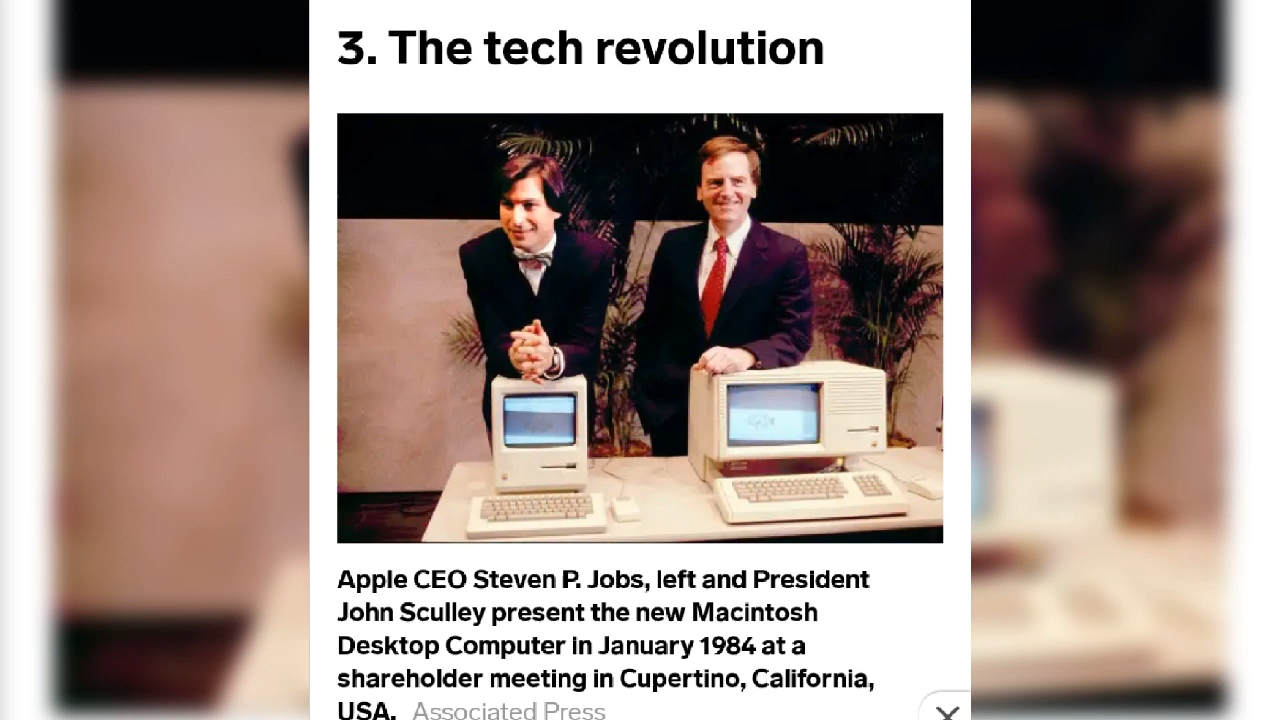 3. The tech revolution
Apple CEO Steven P. Jobs, left and President
John Sculley present the new Macintosh
Desktop Computer in January 1984 at a
shareholder meeting in Cupertino, California,
USA. Associated Press